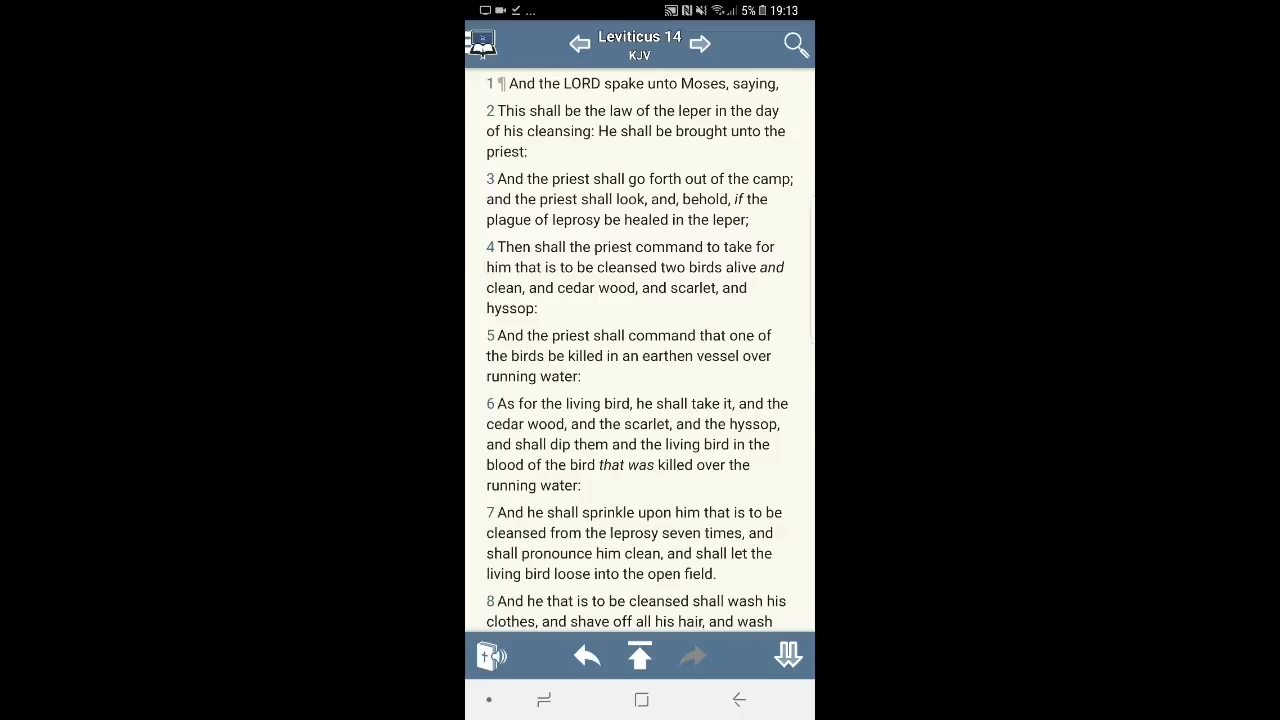 ... 5% 19:13
Leviticus 14
KJV
1 ¶ And the LORD spake unto Moses, saying,
2 This shall be the law of the leper in the day
of his cleansing: He shall be brought unto the
priest:
3 And the priest shall go forth out of the camp;
and the priest shall look, and, behold, if the
plague of leprosy be healed in the leper;
4 Then shall the priest command to take for
him that is to be cleansed two birds alive and
clean, and cedar wood, and scarlet, and
hyssop:
5 And the priest shall command that one of
the birds be killed in an earthen vessel over
running water:
6 As for the living bird, he shall take it, and the
cedar wood, and the scarlet, and the hyssop,
and shall dip them and the living bird in the
blood of the bird that was killed over the
running water:
7 And he shall sprinkle upon him that is to be
cleansed from the leprosy seven times, and
shall pronounce him clean, and shall let the
living bird loose into the open field.
8 And he that is to be cleansed shall wash his
clothes, and shave off all his hair, and wash